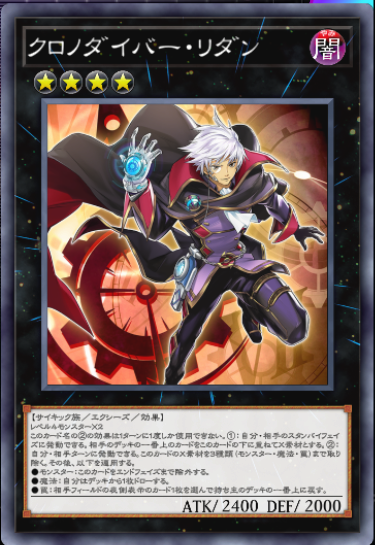 クロノダイバー・リダン
やみ
闇
【サイキック族／エクシーズ／効果】
レベル4モンスター×2
このカード名の②の効果は1ターンに1度しか使用できない。①：自分・相手のスタンバイフェイ
ズに発動できる。相手のデッキの一番上のカードをこのカードの下に重ねてX素材とする。②：
自分・相手ターンに発動できる。このカードのX素材を3種類（モンスター・魔法・罠）まで取り
除く。その後、以下を適用する。
●モンスター：このカードをエンドフェイズまで除外する。
●魔法：自分はデッキから1枚ドローする。
●罠：相手フィールドの表側表示のカード1枚を選んで持ち主のデッキの一番上に戻す。
ATK/2400 DEF/2000